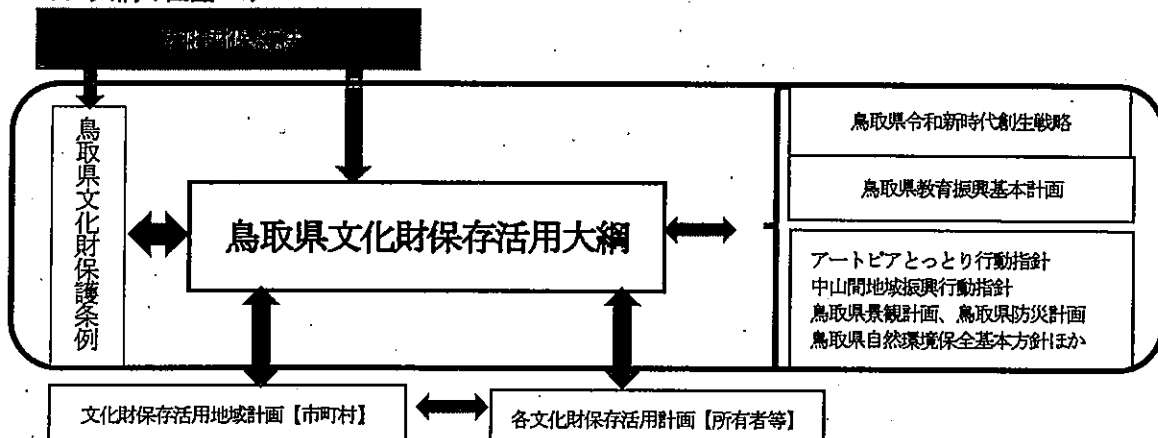 鳥取県文化財保護条例
鳥取県文化財保存活用大綱
鳥取県令和新時代創生戦略
鳥取県教育振興基本計画
アートピアとっとり行動指針
中山間地域振興行動指針
鳥取県景観計画、鳥取県防災計画
鳥取県自然環境保全基本方針ほか
文化財保存活用地域計画【市町村】
各文化財保存活用計画【所有者等】